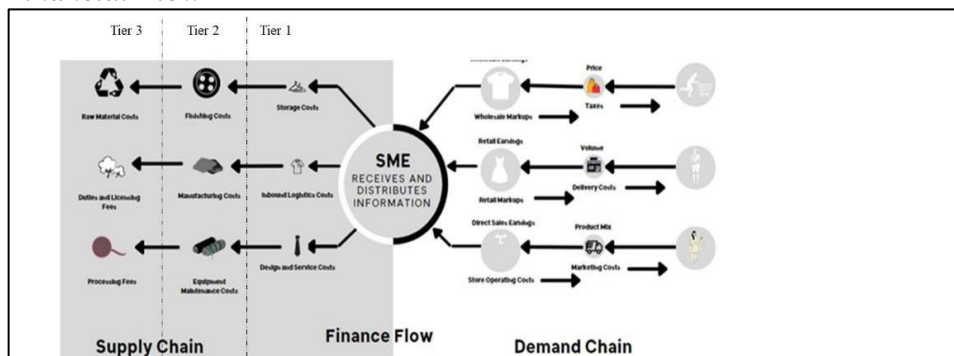 Tier 3 Tier 2 Tier 1
Price
Raw Material Costs Finishing Costs Storage Costs Wholesale Markups Taxes
SME
RECEIVES AND
DISTRIBUTES
INFORMATION
Retail Earnings Volume
Duties and Licensing
Fees
Manufacturing Costs Inbound Logistics Costs Retail Markups Delivery Costs
Direct Sales Earnings Product Mix
Processing Fees Equipment
Maintenance Costs
Design and Service Costs Store Operating Costs Marketing Costs
Supply Chain Finance Flow Demand Chain